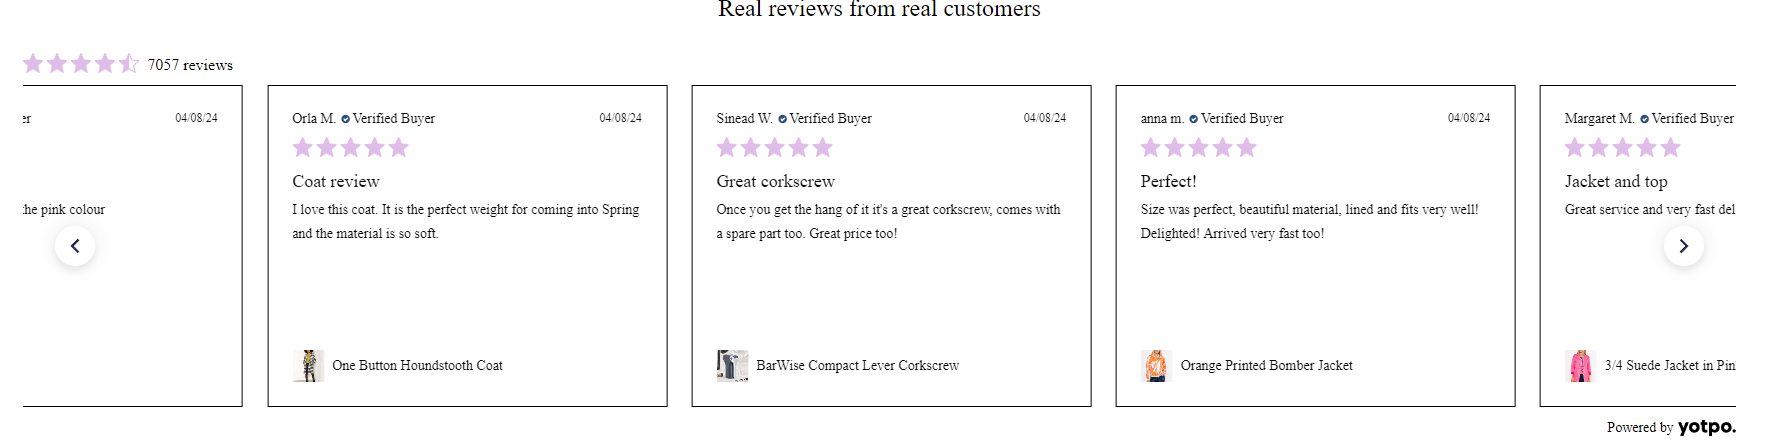 Real reviews from real customers
7057 reviews
04/08/24
the pink colour
Orla M. Verified Buyer 04/08/24
Coat review
I love this coat. It is the perfect weight for coming into Spring
and the material is so soft.
One Button Houndstooth Coat
Sinead W. Verified Buyer 04/08/24
Great corkscrew
Once you get the hang of it it's a great corkscrew, comes with
a spare part too. Great price too!
BarWise Compact Lever Corkscrew
anna m. Verified Buyer 04/08/24
Perfect!
Size was perfect, beautiful material, lined and fits very well!
Delighted! Arrived very fast too!
Orange Printed Bomber Jacket
Margaret M. Verified Buyer
Jacket and top
Great service and very fast del
3/4 Suede Jacket in Pin
Powered by yotpo.